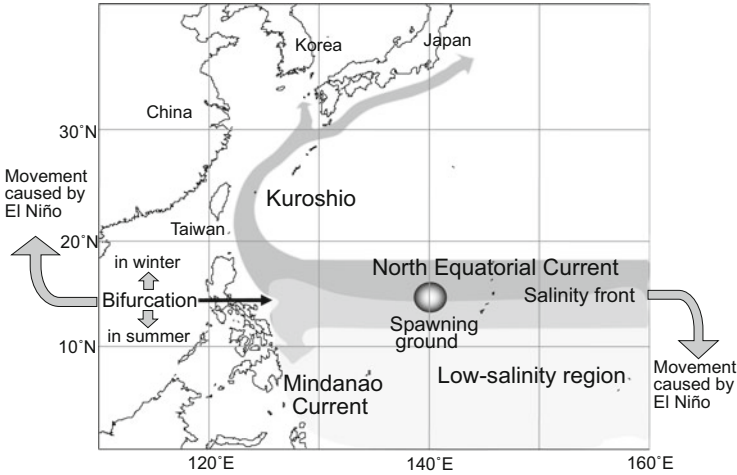 Korea
Japan
China
30˚N
Movement
caused by
El Niño
Kuroshio
Taiwan
20˚N
in winter
North Equatorial Current
Bifurcation
Salinity front
in summer
Spawning
ground
10˚N
Mindanao
Current
Low-salinity region
Movement
caused by
El Niño
120˚E
140˚E
160˚E